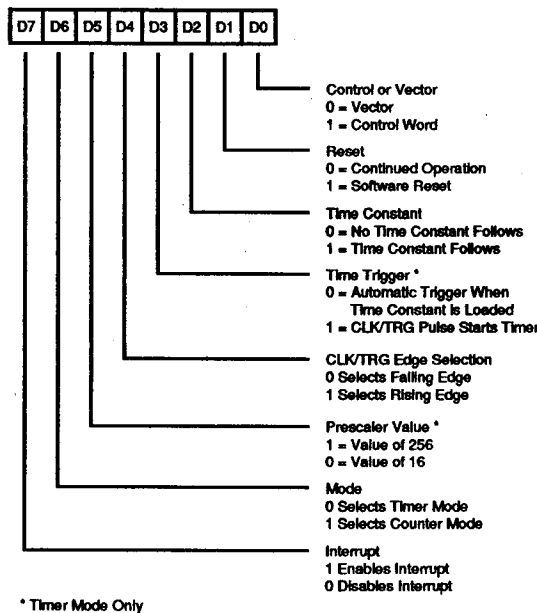 D7 D6 D5 D4 D3 D2 D1 D0
Control or Vector
0 = Vector
1 = Control Word
Reset
0 = Continued Operation
1 = Software Reset
Time Constant
0 = No Time Constant Follows
1 = Time Constant Follows
Time Trigger *
0 = Automatic Trigger When
Time Constant is Loaded
1 = CLK/TRG Pulse Starts Timer
CLK/TRG Edge Selection
0 Selects Falling Edge
1 Selects Rising Edge
Prescaler Value *
1 = Value of 256
0 = Value of 16
Mode
0 Selects Timer Mode
1 Selects Counter Mode
Interrupt
1 Enables Interrupt
0 Disables Interrupt
* Timer Mode Only